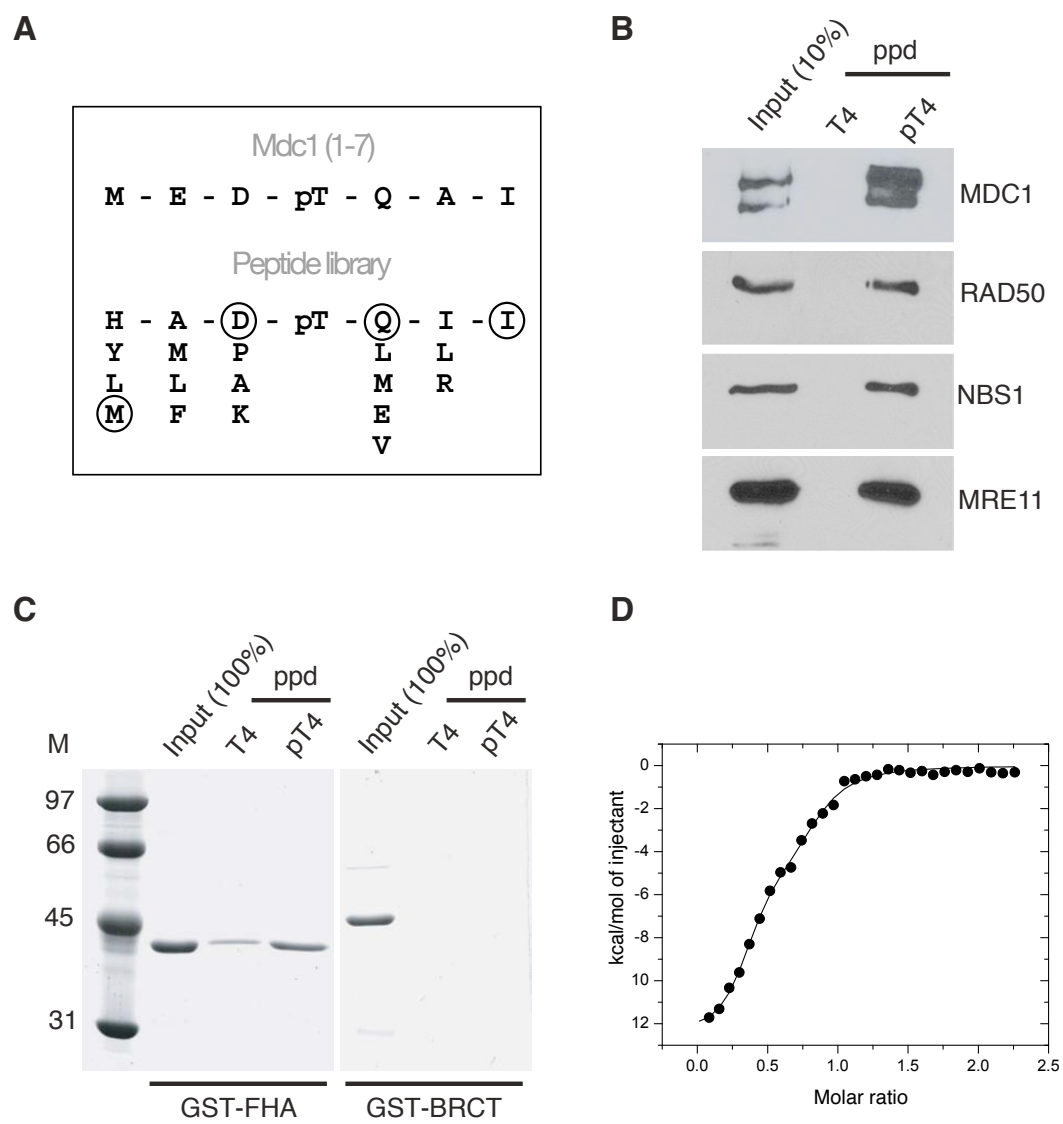 A
Mdc1 (1-7)
M - E - D - pT - Q - A - I
Peptide library
H - A - D - pT - Q - I - I
Y M P L L
L L A M R
M F K E
V
B
Input (10%)
ppd
T4
pT4
MDC1
RAD50
NBS1
MRE11
C
M
Input (100%)
ppd
T4
pT4
Input (100%)
ppd
T4
pT4
97
66
45
31
GST-FHA
GST-BRCT
D
kcal/mol of injectant
0
-2
-4
-6
-8
10
12
0.0 0.5 1.0 1.5 2.0 2.5
Molar ratio